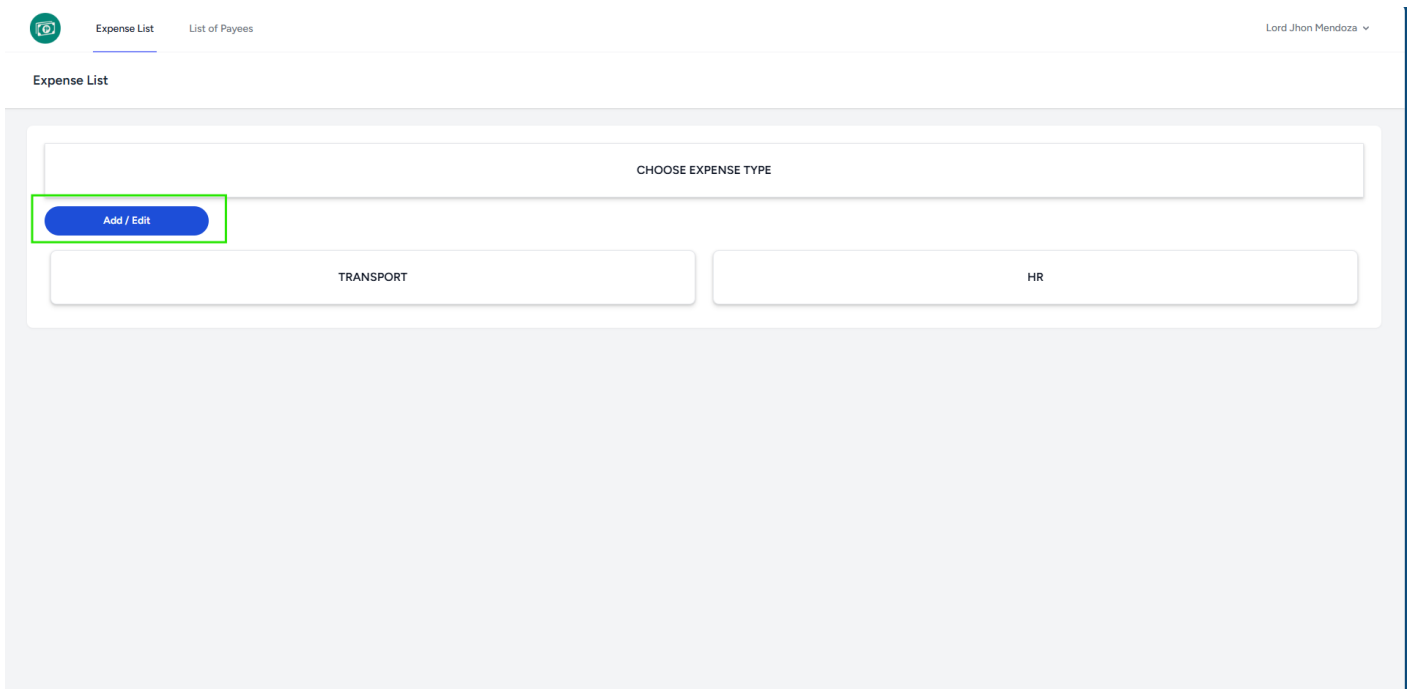 Expense List List of Payees Lord Jhon Mendoza
Expense List
CHOOSE EXPENSE TYPE
Add / Edit
TRANSPORT HR